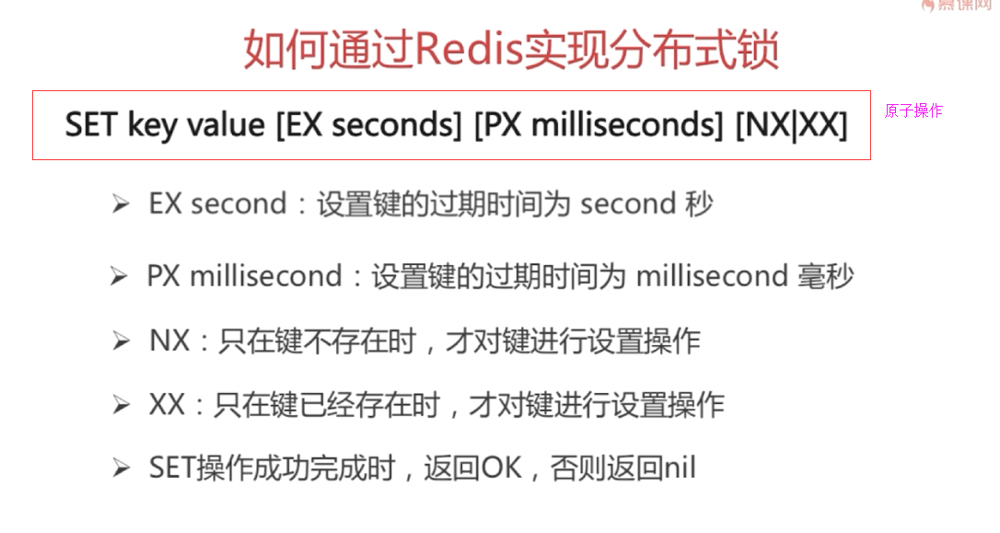 慕课网
如何通过Redis实现分布式锁
SET key value [EX seconds] [PX milliseconds] [NX|XX]
原子操作
➢ EX second：设置键的过期时间为 second 秒
➢ PX millisecond：设置键的过期时间为 millisecond 毫秒
➢ NX：只在键不存在时，才对键进行设置操作
➢ XX：只在键已经存在时，才对键进行设置操作
➢ SET操作成功完成时，返回OK，否则返回nil